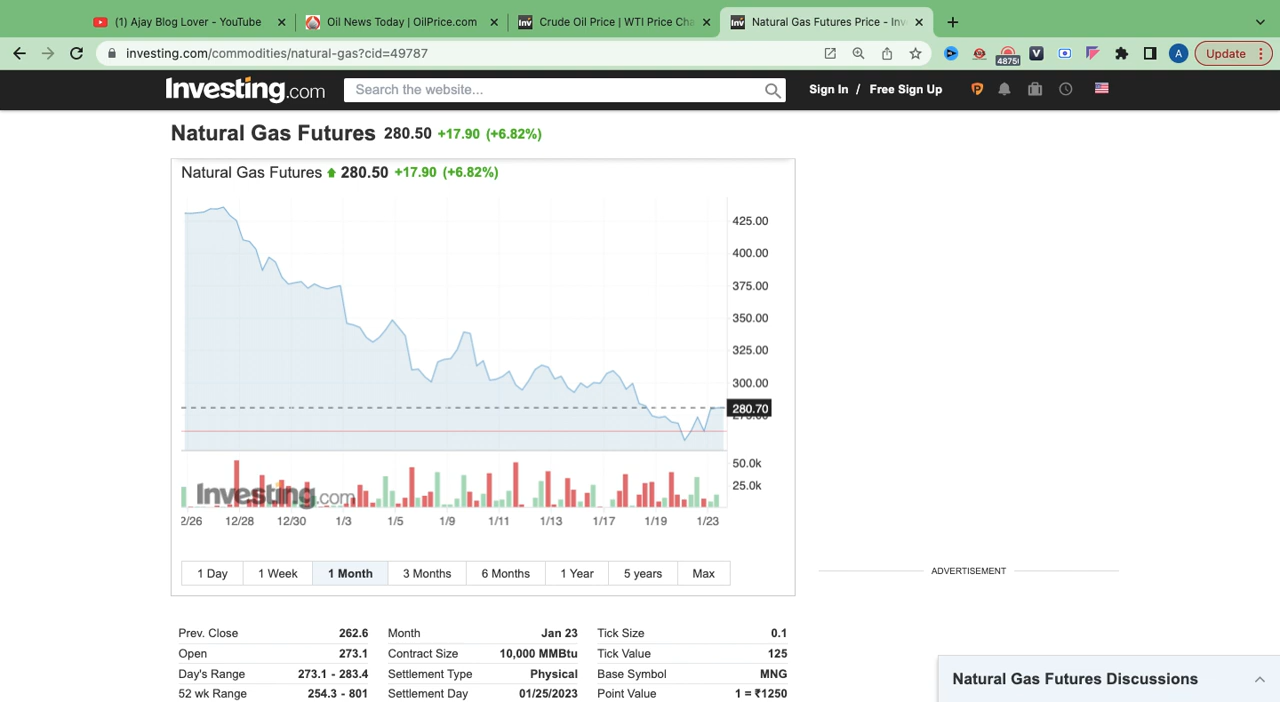 (1) Ajay Blog Lover - YouTube
Oil News Today | OilPrice.com
Crude Oil Price | WTI Price Cha
Natural Gas Futures Price - Inv
investing.com/commodities/natural-gas?cid=49787
4875!
A
Update
Investing.com
Search the website...
Sign In / Free Sign Up
Natural Gas Futures 280.50 +17.90 (+6.82%)
Natural Gas Futures 280.50 +17.90 (+6.82%)
425.00
400.00
375.00
350.00
325.00
300.00
280.70
50.0k
25.0k
Investing.com
2/26 12/28 12/30 1/3 1/5 1/9 1/11 1/13 1/17 1/19 1/23
1 Day 1 Week 1 Month 3 Months 6 Months 1 Year 5 years Max
ADVERTISEMENT
Prev. Close 262.6 Month Jan 23 Tick Size 0.1
Open 273.1 Contract Size 10,000 MMBtu Tick Value 125
Day's Range 273.1 - 283.4 Settlement Type Physical Base Symbol MNG
52 wk Range 254.3 - 801 Settlement Day 01/25/2023 Point Value 1 = ₹1250
Natural Gas Futures Discussions